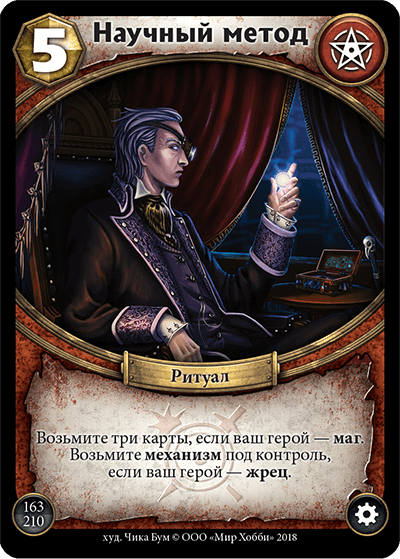 5
Научный метод
Ритуал
Возьмите три карты, если ваш герой — маг.
Возьмите механизм под контроль,
если ваш герой — жрец.
163
210
худ. Чика Бум © ООО «Мир Хобби» 2018